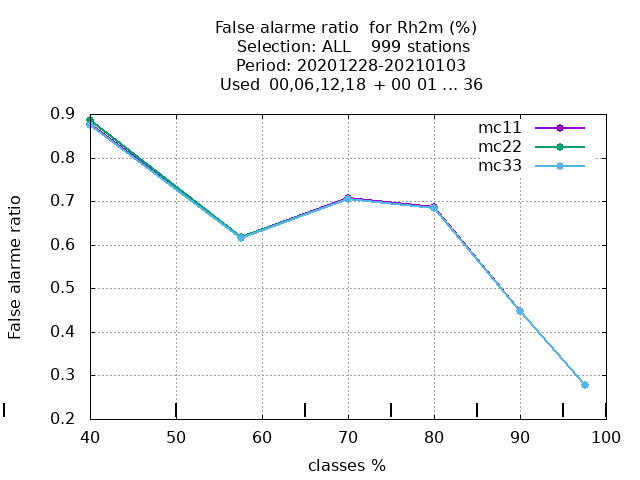 False alarme ratio for Rh2m (%)
Selection: ALL 999 stations
Period: 20201228-20210103
Used 00,06,12,18 + 00 01 ... 36
mc11
mc22
mc33
False alarme ratio
0.9
0.8
0.7
0.6
0.5
0.4
0.3
0.2
40 50 60 70 80 90 100
classes %